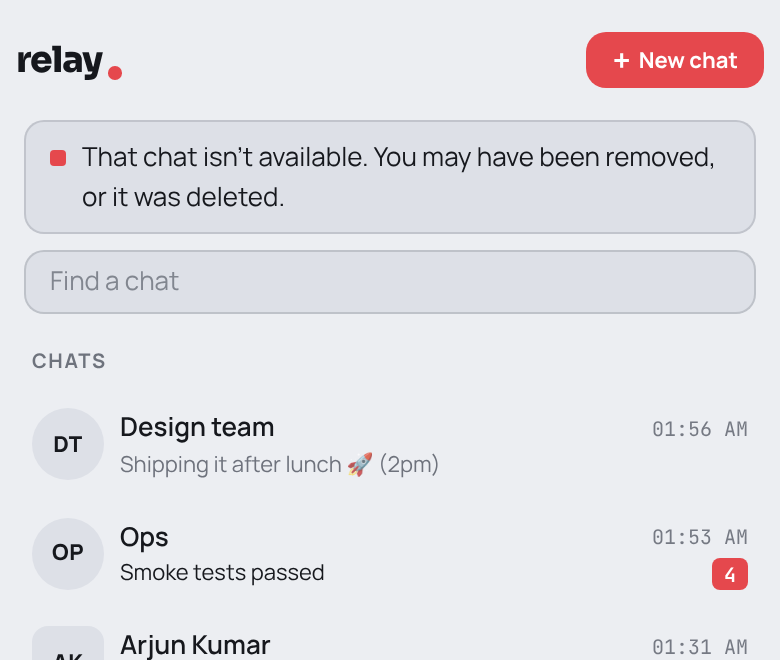 relay
+ New chat
That chat isn't available. You may have been removed,
or it was deleted.
Find a chat
CHATS
DT
Design team
01:56 AM
Shipping it after lunch 🚀 (2pm)
OP
Ops
01:53 AM
Smoke tests passed
4
AK
Arjun Kumar
01:31 AM